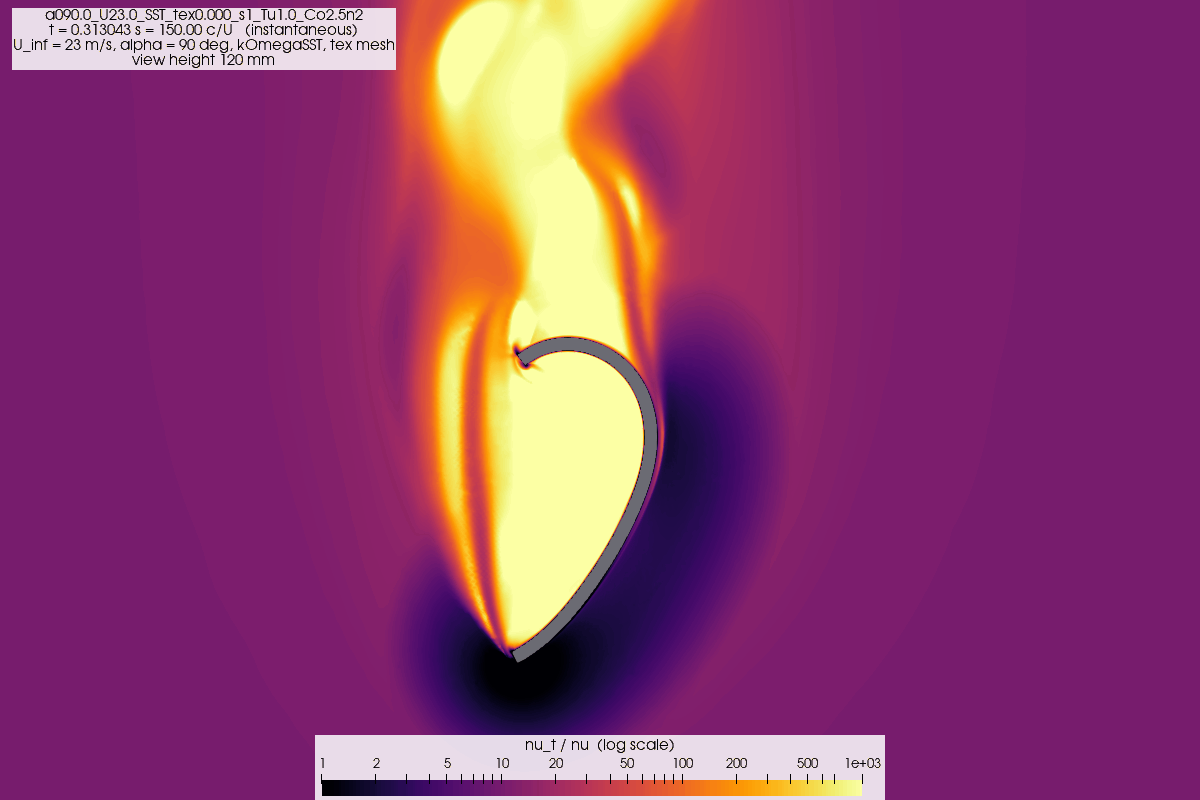 a090.0_U23.0_SST_tex0.000_s1_Tu1.0_Co2.5n2
t = 0.313043 s = 150.00 c/U (instantaneous)
U_inf = 23 m/s, alpha = 90 deg, kOmegaSST, tex mesh
view height 120 mm
nu_t / nu (log scale)
1 2 5 10 20 50 100 200 500 1e+03